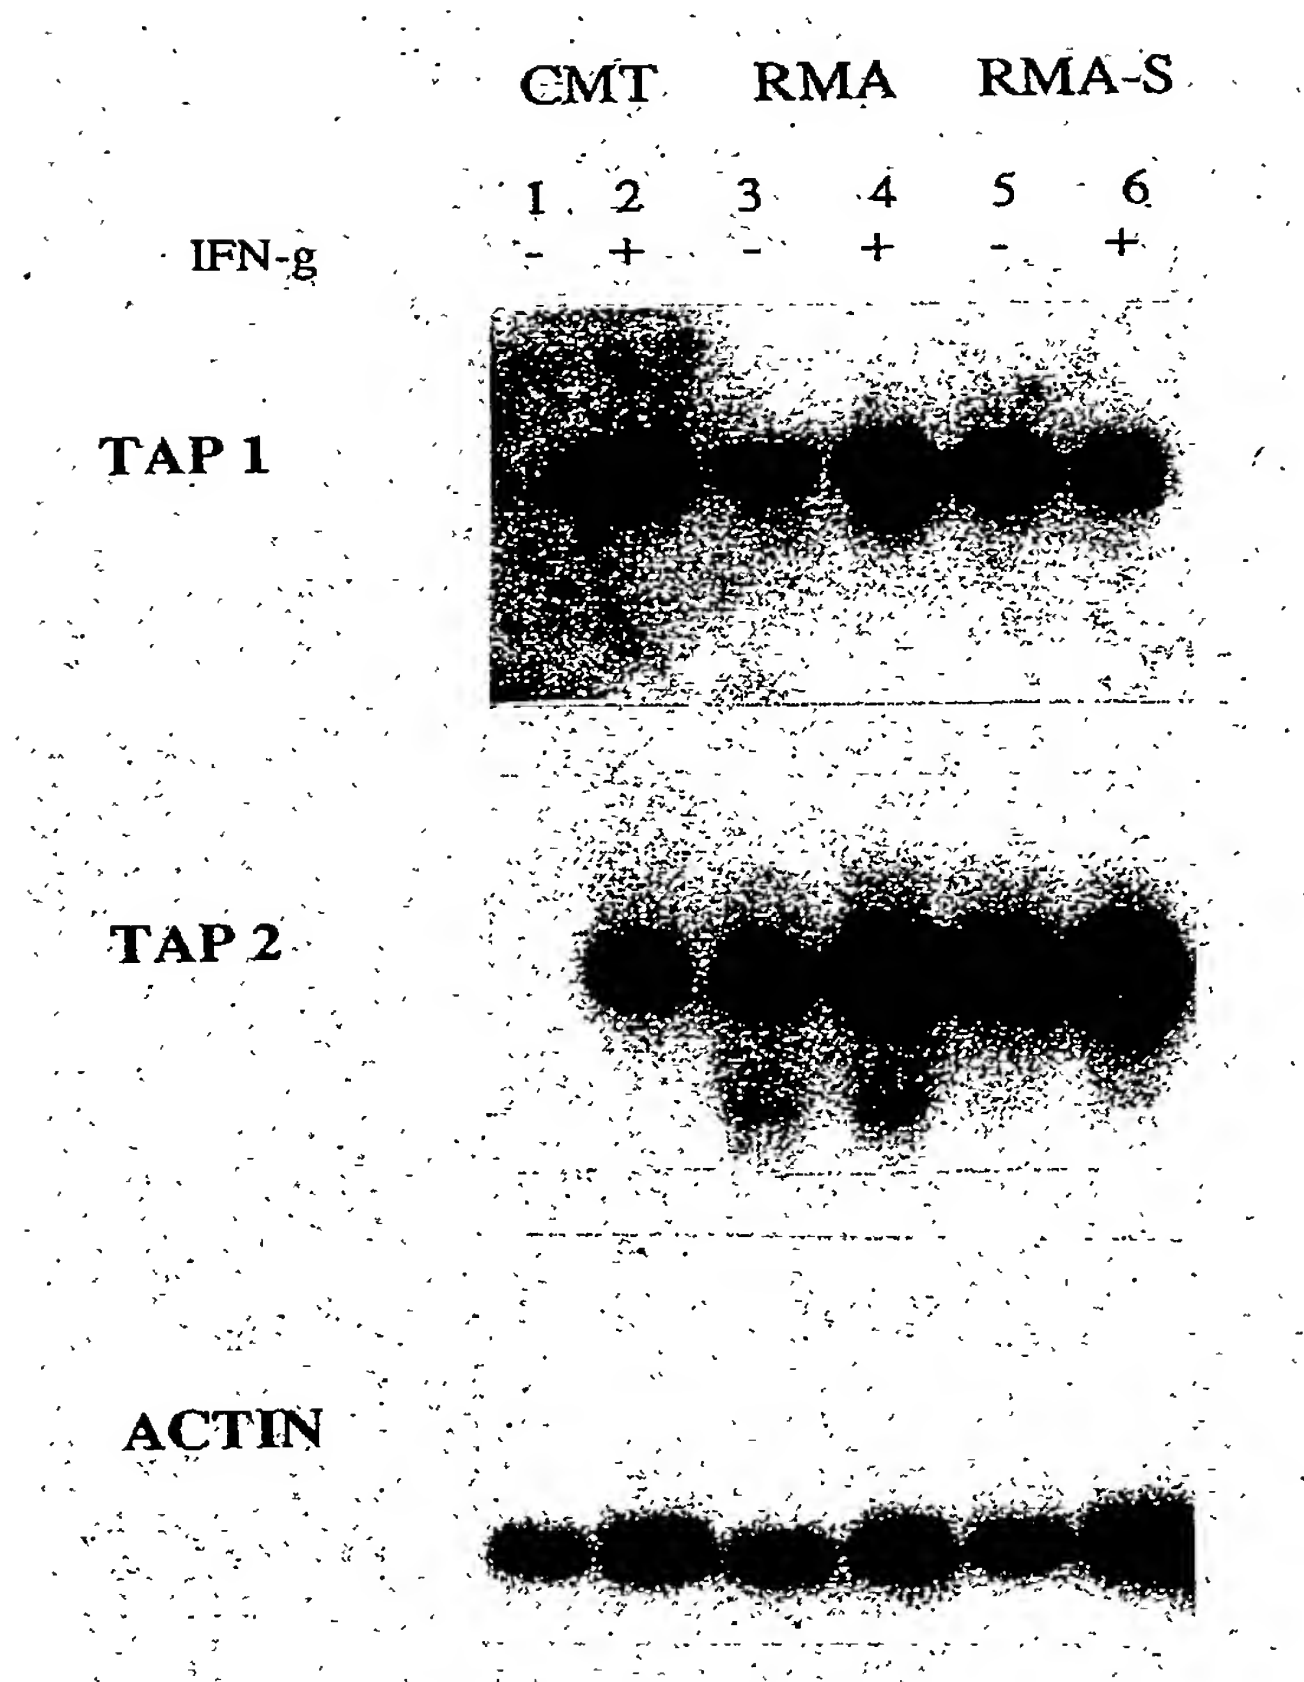 CMT RMA RMA-S
1 2 3 4 5 6
IFN-g - + - + - +
TAP 1
TAP 2
ACTIN